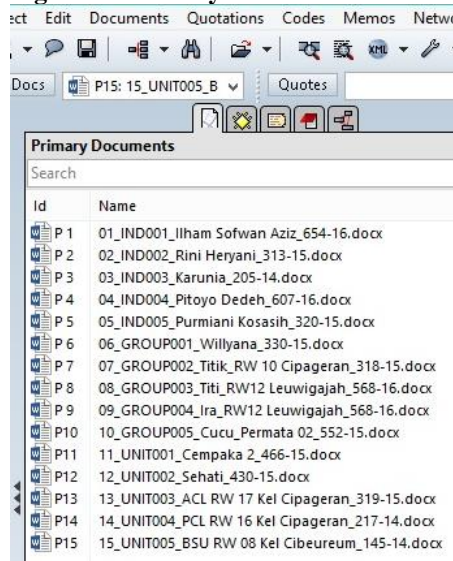 Edit Documents Quotations Codes Memos
Docs P15: 15_UNIT005_B Quotes
Primary Documents
Search
Id Name
P 1 01_IND001_Ilham Sofwan Aziz_654-16.docx
P 2 02_IND002_Rini Heryani_313-15.docx
P 3 03_IND003_Karunia_205-14.docx
P 4 04_IND004_Pitoyo Dedeh_607-16.docx
P 5 05_IND005_Purmiani Kosasih_320-15.docx
P 6 06_GROUP001_Willyana_330-15.docx
P 7 07_GROUP002_Titik_RW 10 Cipageran_318-15.docx
P 8 08_GROUP003_Titi_RW12 Leuwigajah_568-16.docx
P 9 09_GROUP004_Ira_RW12 Leuwigajah_568-16.docx
P10 10_GROUP005_Cucu_Permata 02_552-15.docx
P11 11_UNIT001_Cempaka 2_466-15.docx
P12 12_UNIT002_Sehati_430-15.docx
P13 13_UNIT003_ACL RW 17 Kel Cipageran_319-15.docx
P14 14_UNIT004_PCL RW 16 Kel Cipageran_217-14.docx
P15 15_UNIT005_BSU RW 08 Kel Cibeureum_145-14.docx